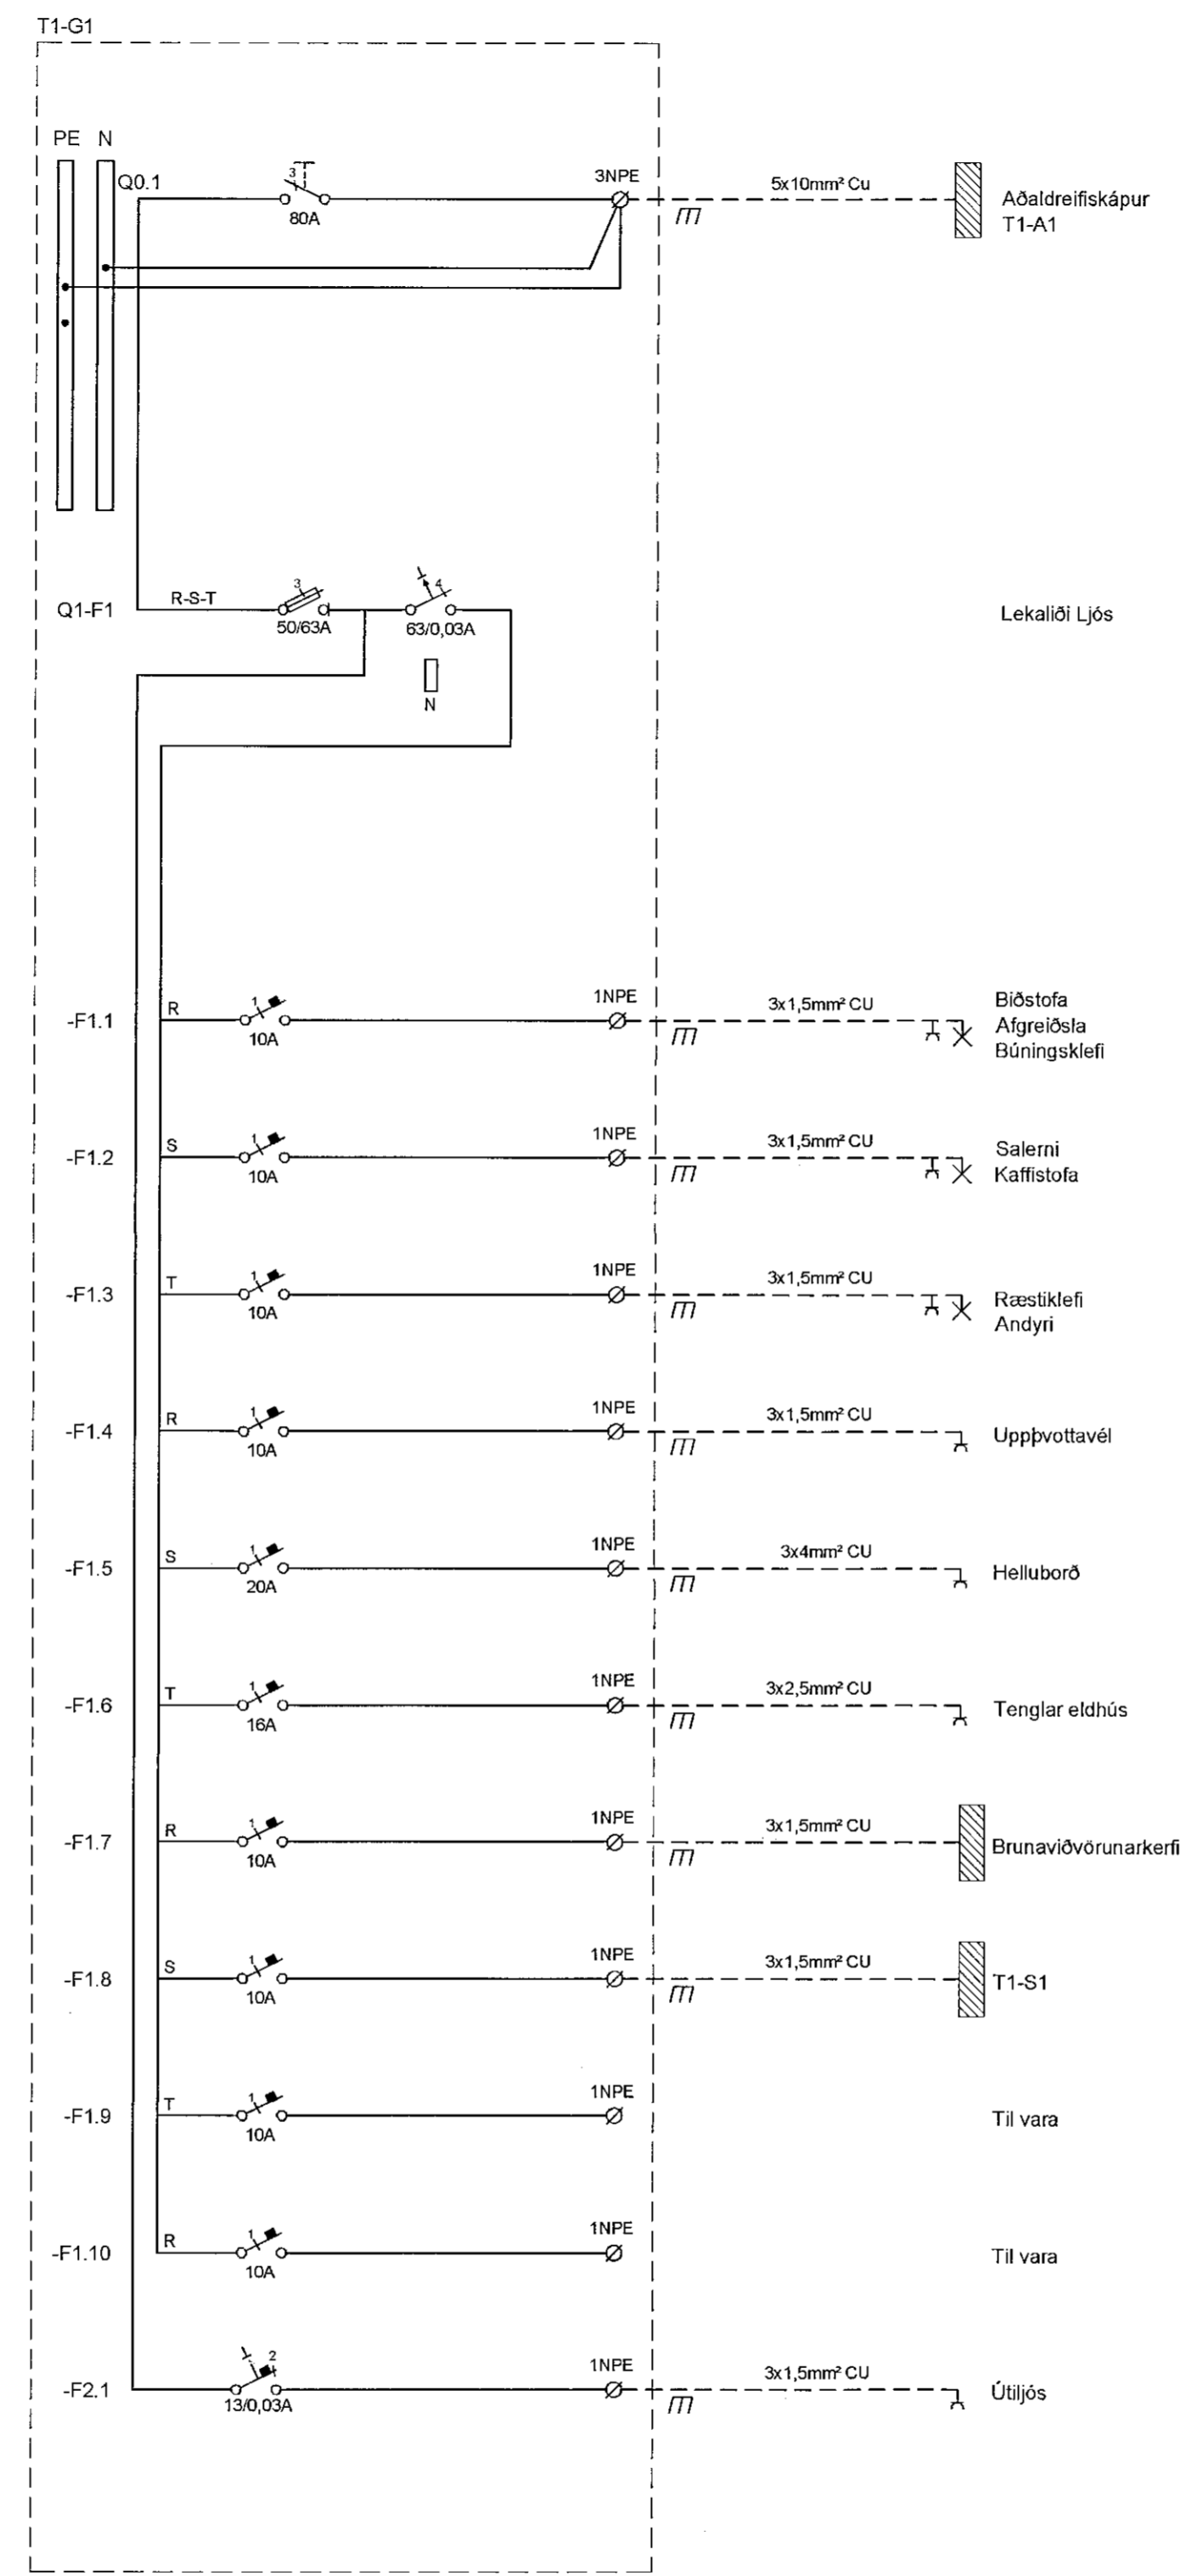 T1-G1
PE N
Q0.1
3
80A
3NPE
5x10mm² Cu
Aðaldreifiskápur
T1-A1
Q1-F1
R-S-T
3
50/63A
4
63/0,03A
N
Lekaliði Ljós
-F1.1
R
1
10A
1NPE
3x1,5mm² CU
Biðstofa
Afgreiðsla
Búningsklefi
-F1.2
S
1
10A
1NPE
3x1,5mm² CU
Salerni
Kaffistofa
-F1.3
T
1
10A
1NPE
3x1,5mm² CU
Ræstiklefi
Andyri
-F1.4
R
1
10A
1NPE
3x1,5mm² CU
Uppþvottavél
-F1.5
S
1
20A
1NPE
3x4mm² CU
Helluborð
-F1.6
T
1
16A
1NPE
3x2,5mm² CU
Tenglar eldhús
-F1.7
R
1
10A
1NPE
3x1,5mm² CU
Brunaviðvörunarkerfi
-F1.8
S
1
10A
1NPE
3x1,5mm² CU
T1-S1
-F1.9
T
1
10A
1NPE
Til vara
-F1.10
R
1
10A
1NPE
Til vara
-F2.1
2
13/0,03A
1NPE
3x1,5mm² CU
Útiljós